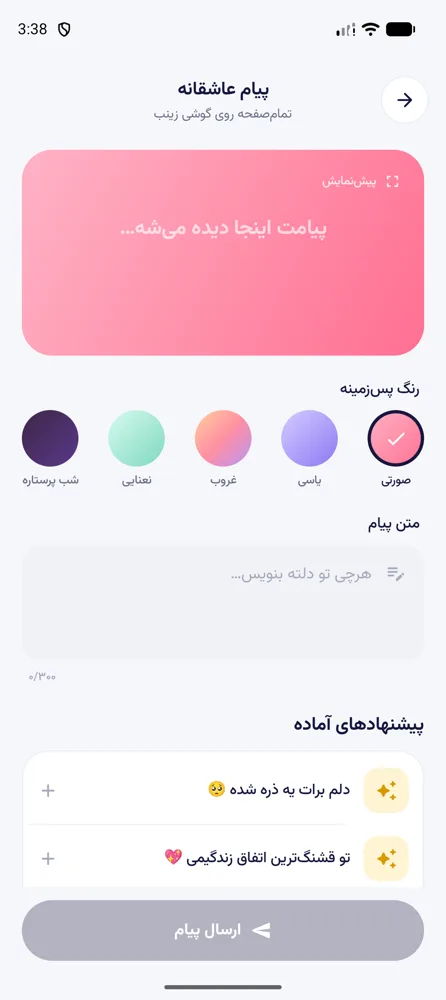 3:38
پیام عاشقانه
تمام‌صفحه روی گوشی زینب
پیش‌نمایش
پیامت اینجا دیده می‌شه...
رنگ پس‌زمینه
صورتی
یاسی
غروب
نعنایی
شب پرستاره
متن پیام
هرچی تو دلته بنویس...
۰/۳۰۰
پیشنهادهای آماده
دلم برات یه ذره شده 🥺
تو قشنگ‌ترین اتفاق زندگیمی 💖
ارسال پیام